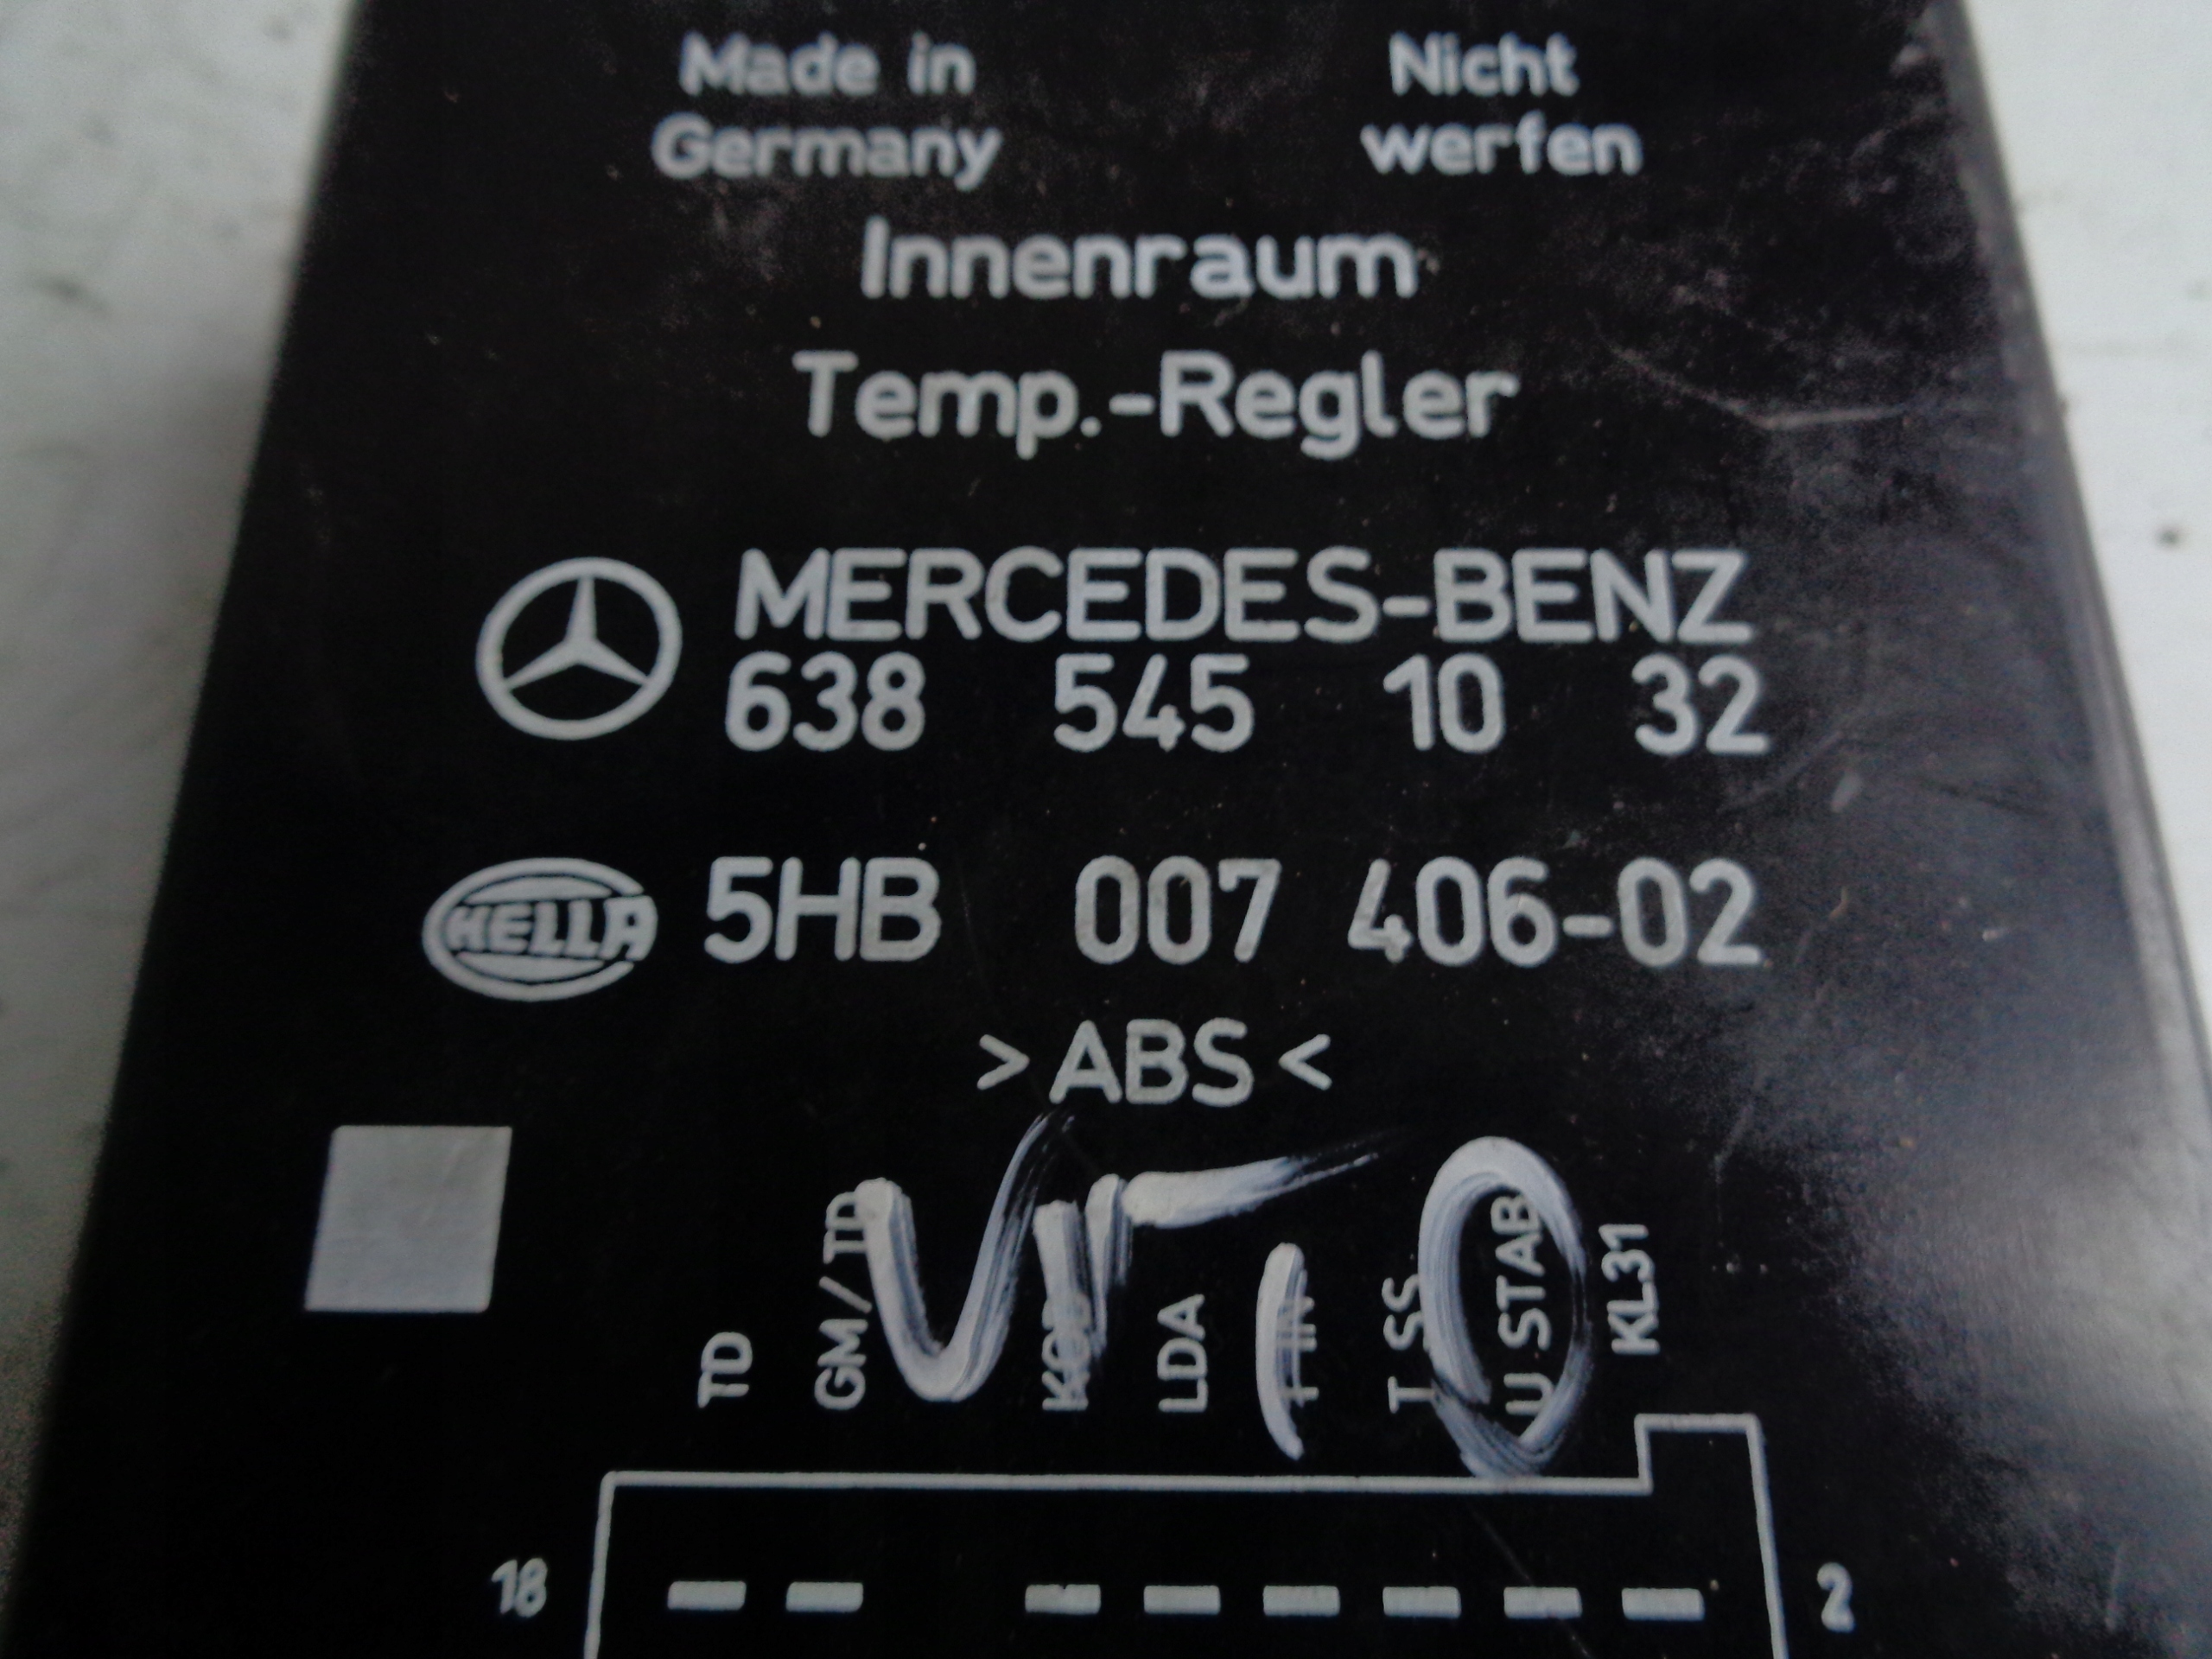 Made in Germany
Nicht werfen
Innenraum
Temp.-Regler
MERCEDES-BENZ
638 545 10 32
HELLA 5HB 007 406-02
>ABS<
TD
GM/TD
LDA
T SS
U STAB
KL31
18
2